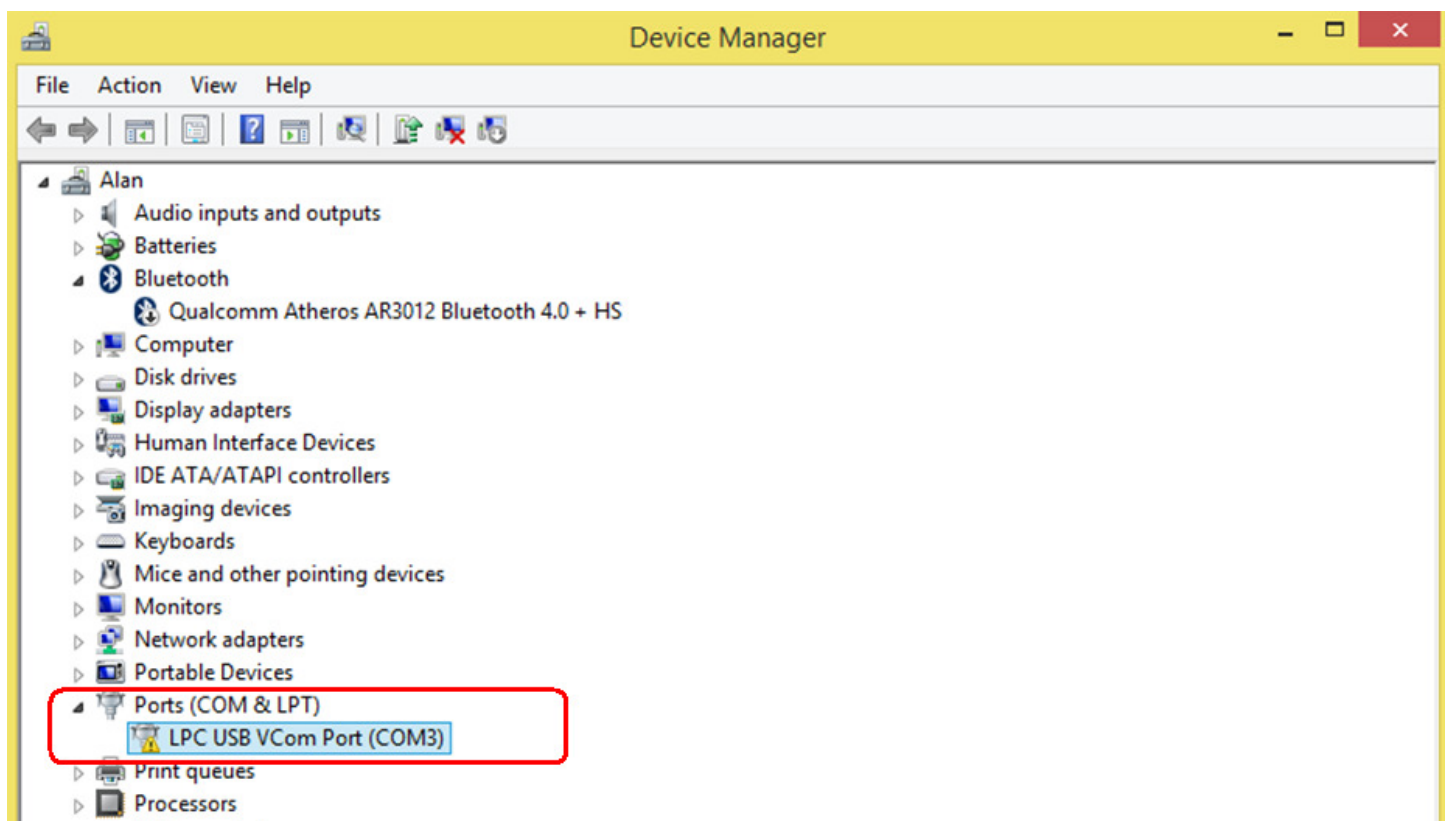 Device Manager
File Action View Help
Alan
Audio inputs and outputs
Batteries
Bluetooth
Qualcomm Atheros AR3012 Bluetooth 4.0 + HS
Computer
Disk drives
Display adapters
Human Interface Devices
IDE ATA/ATAPI controllers
Imaging devices
Keyboards
Mice and other pointing devices
Monitors
Network adapters
Portable Devices
Ports (COM & LPT)
LPC USB VCom Port (COM3)
Print queues
Processors